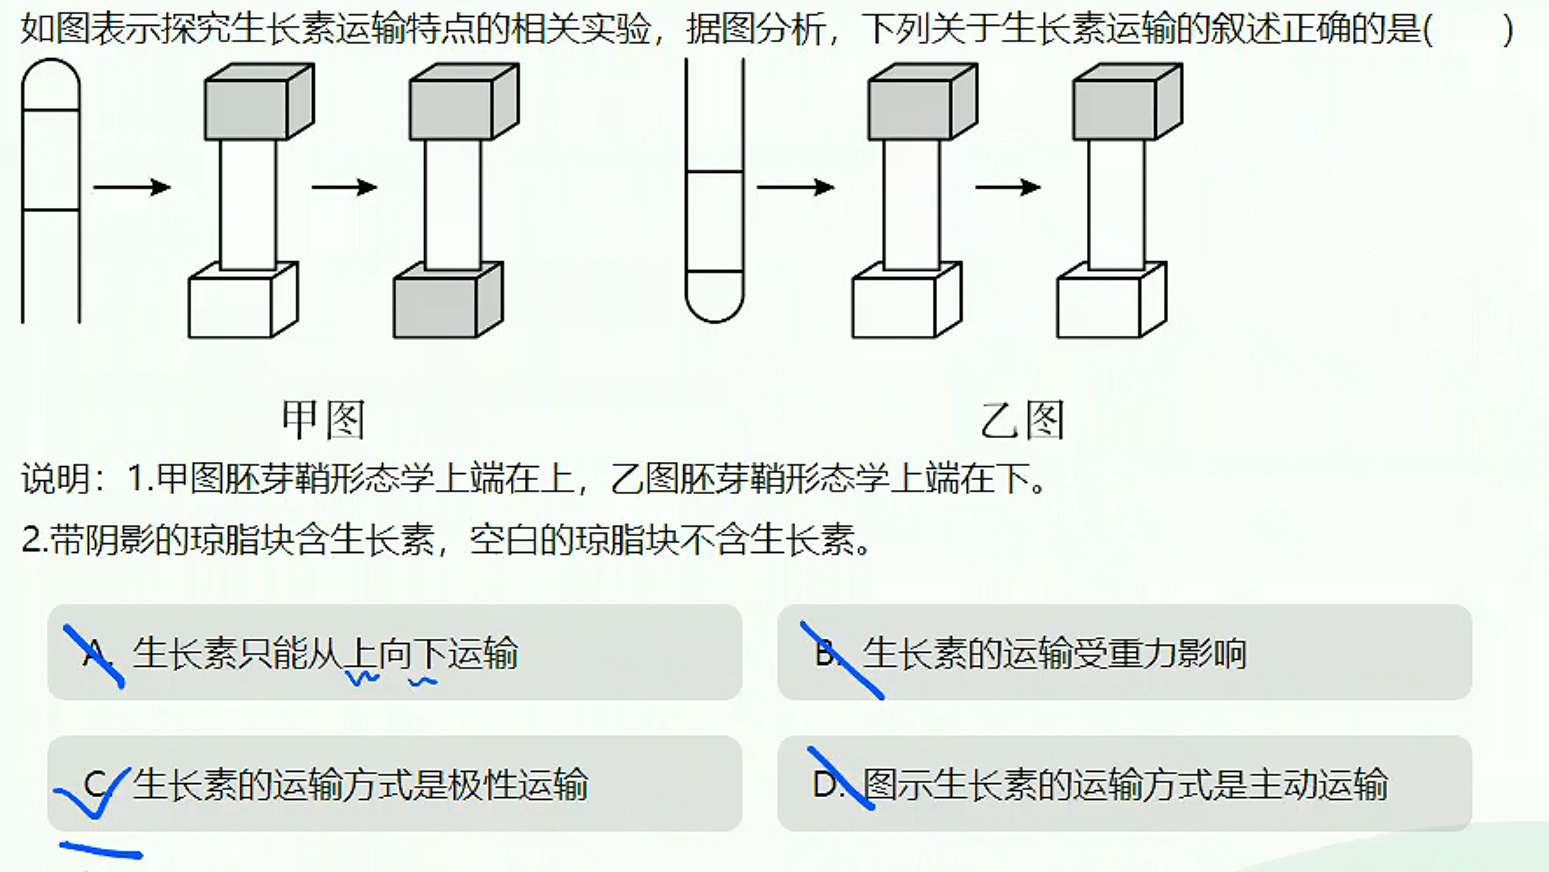 如图表示探究生长素运输特点的相关实验，据图分析，下列关于生长素运输的叙述正确的是(　　)
甲图
乙图
说明：1.甲图胚芽鞘形态学上端在上，乙图胚芽鞘形态学上端在下。
2.带阴影的琼脂块含生长素，空白的琼脂块不含生长素。
A. 生长素只能从上向下运输
B. 生长素的运输受重力影响
C. 生长素的运输方式是极性运输
D. 图示生长素的运输方式是主动运输